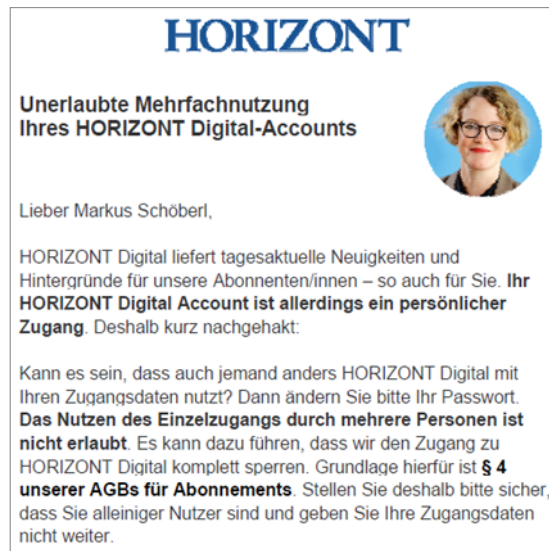 HORIZONT
Unerlaubte Mehrfachnutzung
Ihres HORIZONT Digital-Accounts
Lieber Markus Schöberl,
HORIZONT Digital liefert tagesaktuelle Neuigkeiten und
Hintergründe für unsere Abonnenten/innen – so auch für Sie. Ihr
HORIZONT Digital Account ist allerdings ein persönlicher
Zugang. Deshalb kurz nachgehakt:
Kann es sein, dass auch jemand anders HORIZONT Digital mit
Ihren Zugangsdaten nutzt? Dann ändern Sie bitte Ihr Passwort.
Das Nutzen des Einzelzugangs durch mehrere Personen ist
nicht erlaubt. Es kann dazu führen, dass wir den Zugang zu
HORIZONT Digital komplett sperren. Grundlage hierfür ist § 4
unserer AGBs für Abonnements. Stellen Sie deshalb bitte sicher,
dass Sie alleiniger Nutzer sind und geben Sie Ihre Zugangsdaten
nicht weiter.